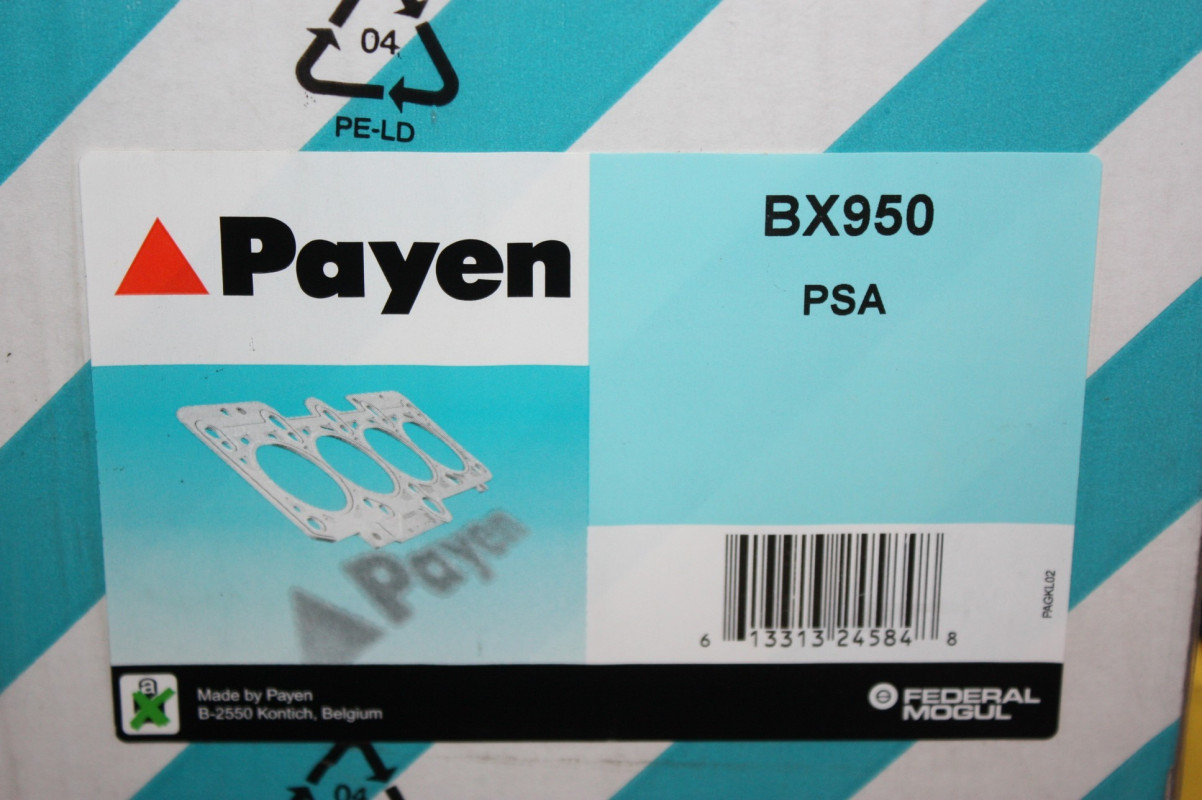 04
PE-LD
Payen
BX950
PSA
Payen
6 13313 24584 8
PAGKL02
a
Made by Payen
B-2550 Kontich, Belgium
FEDERAL
MOGUL
04